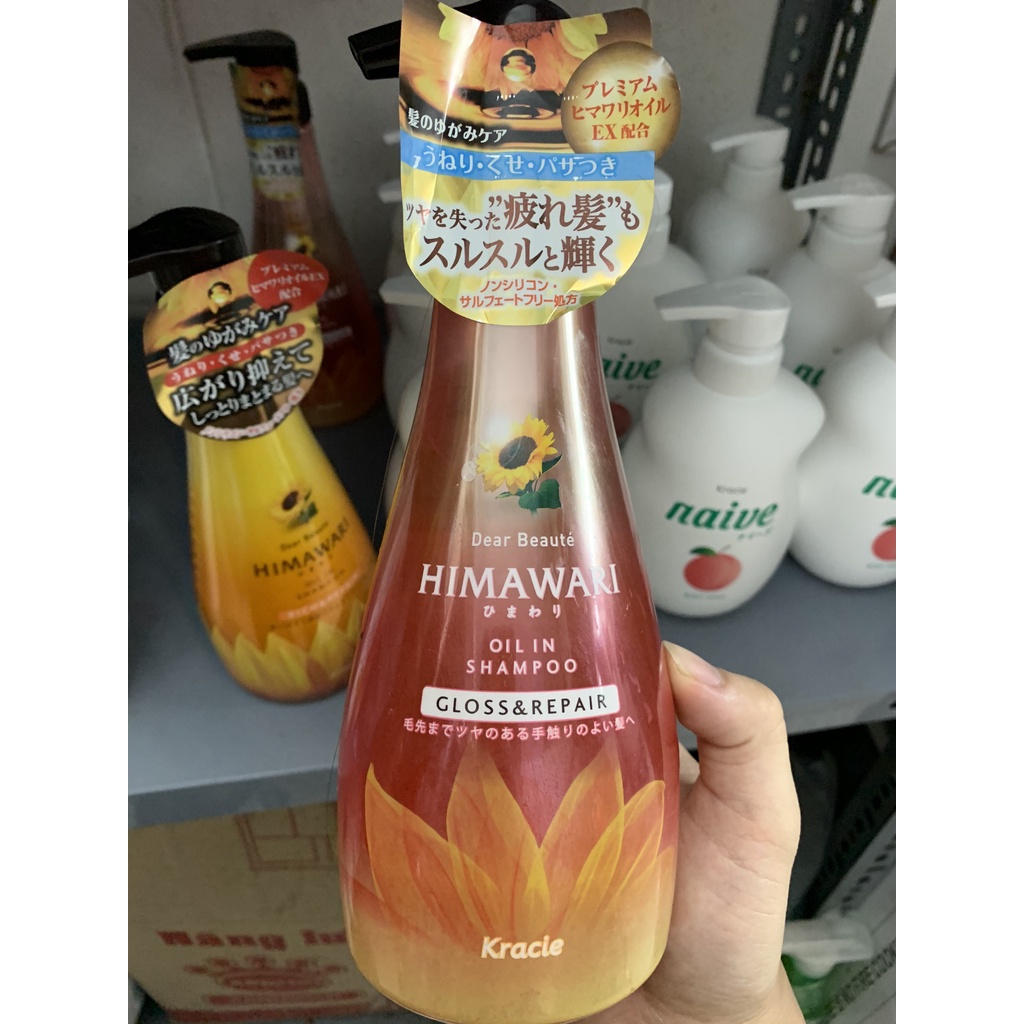 プレミアム
ヒマワリオイル
EX配合
髪のゆがみケア
うねり・くせ・パサつき
ツヤを失った"疲れ髪"も
スルスルと輝く
ノンシリコン・
サルフェートフリー処方
Dear Beauté
HIMAWARI
ひまわり
OIL IN
SHAMPOO
GLOSS&REPAIR
毛先までツヤのある手触りのよい髪へ
Kracie
プレミアム
ヒマワリオイルEX
配合
髪のゆがみケア
うねり・くせ・パサつき
広がり抑えて
しっとりまとまる髪へ
Dear Beauté
HIMAWARI
Kracie
naive
ナイーブ